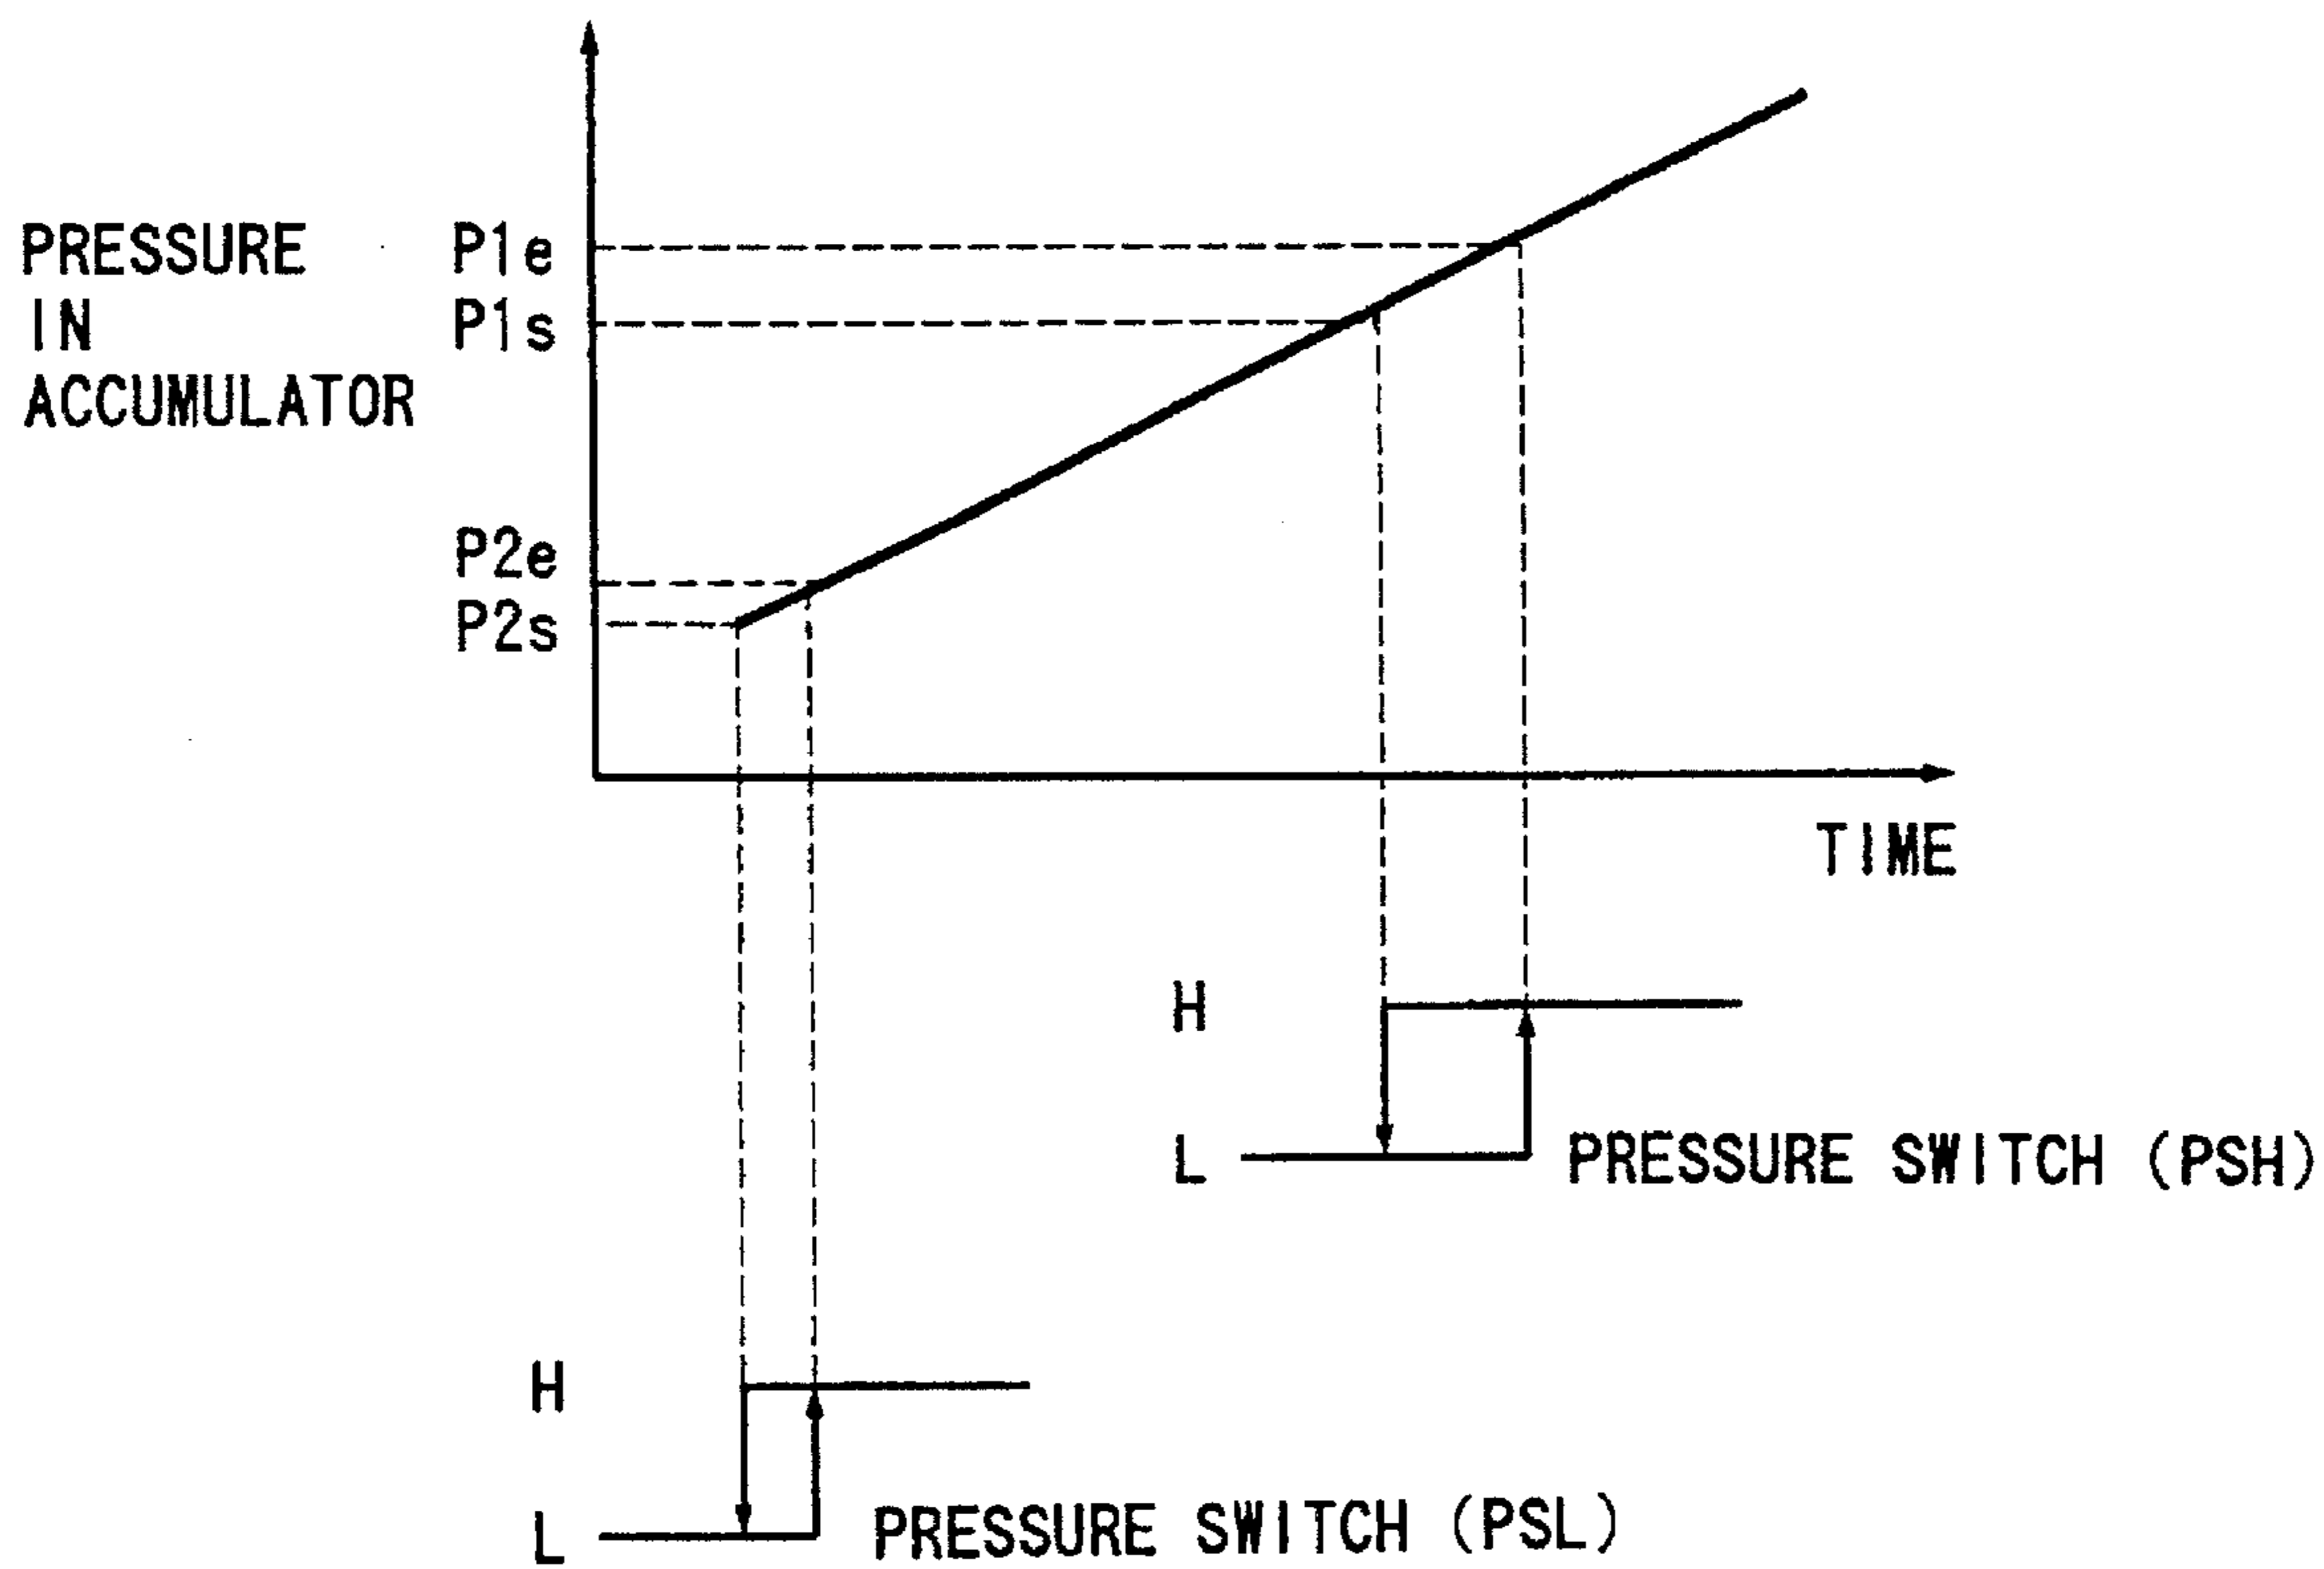 PRESSURE
IN
ACCUMULATOR
P1e
P1s
P2e
P2s
TIME
H
L
PRESSURE SWITCH (PSH)
H
L
PRESSURE SWITCH (PSL)